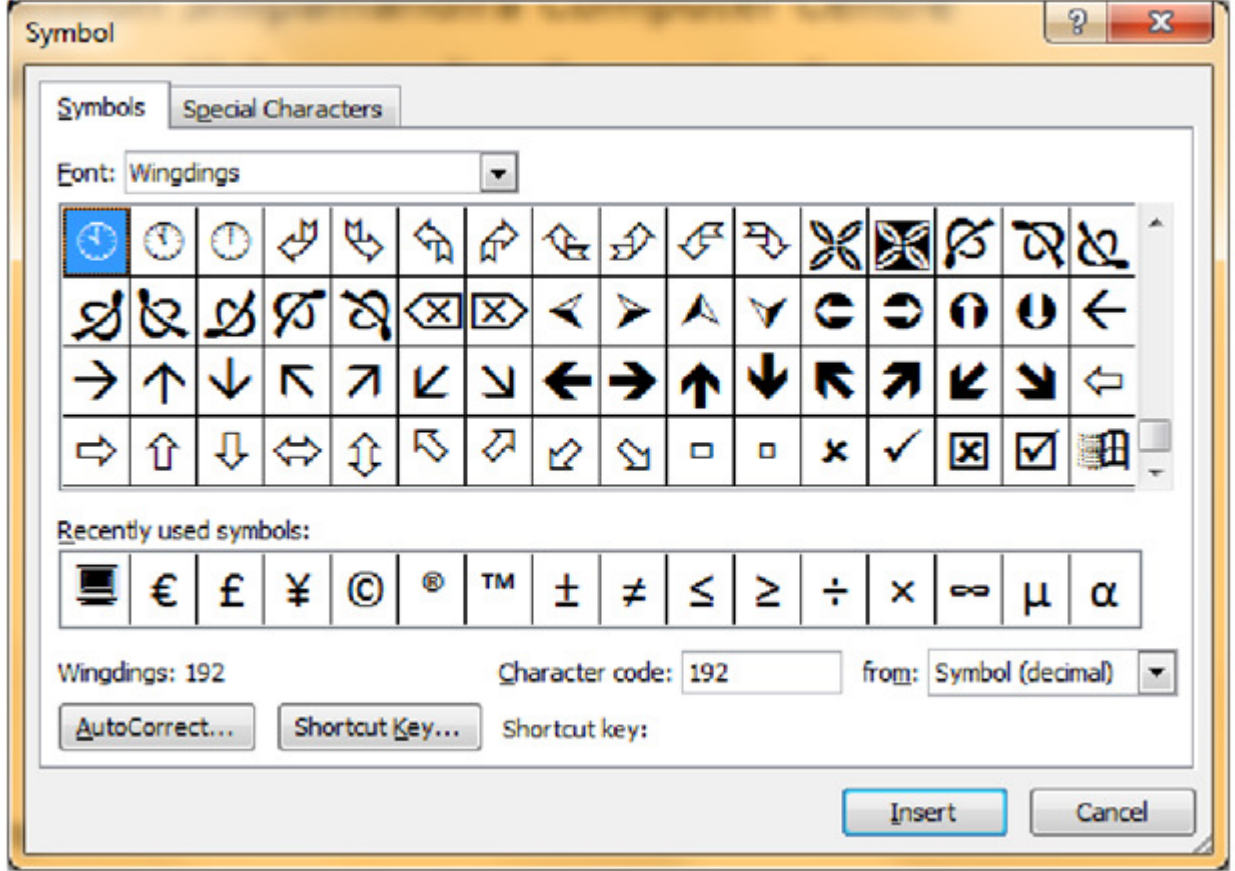 Symbol
Symbols Special Characters
Font: Wingdings
Recently used symbols:
€ £ ¥ © ® ™ ± ≠ ≤ ≥ ÷ × ∞ µ α
Wingdings: 192 Character code: 192 from: Symbol (decimal)
AutoCorrect... Shortcut Key... Shortcut key:
Insert Cancel